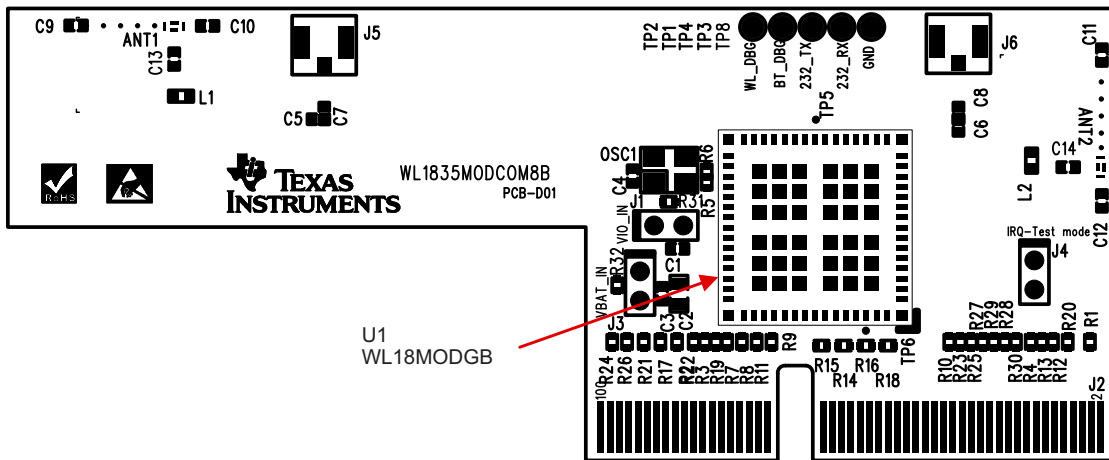 C9
ANT1
C10
C13
L1
J5
C5
C7
TP2
TP1
TP4
TP3
TP8
WL_DBG
BT_DBG
232_TX
232_RX
GND
TP5
J6
C11
C8
C6
ANT2
C14
L2
C12
RoHS
TEXAS
INSTRUMENTS
WL1835MODCOM8B
PCB-D01
OSC1
C4
R6
R5
J1
R31
VIO_IN
C1
R32
VBAT_IN
J3
C3
C2
IRQ-Test mode
J4
U1
WL18MODGB
R24
R26
R21
R17
R22
R3
R19
R7
R8
R11
R9
R15
R14
R16
R18
TP6
R10
R23
R25
R27
R29
R28
R30
R4
R13
R12
R20
R1
J2
100
2